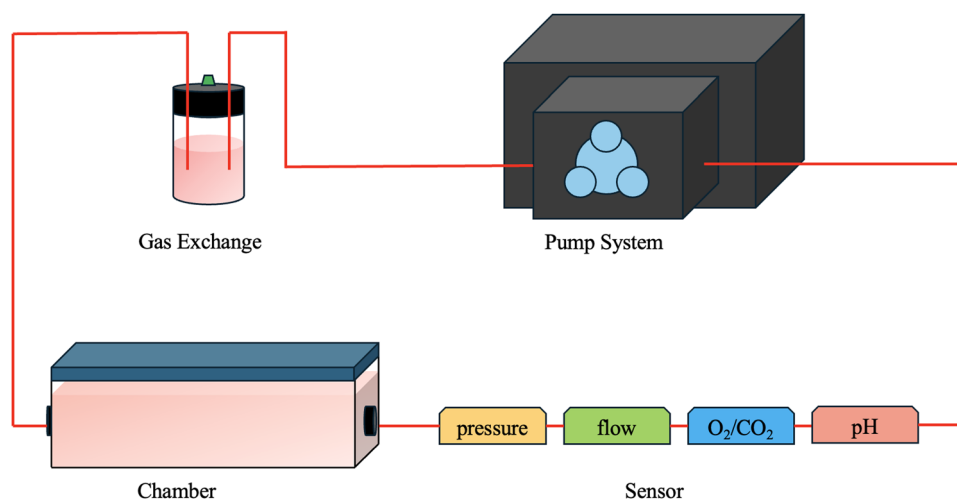 Gas Exchange
Pump System
pressure
flow
O₂/CO₂
pH
Chamber
Sensor